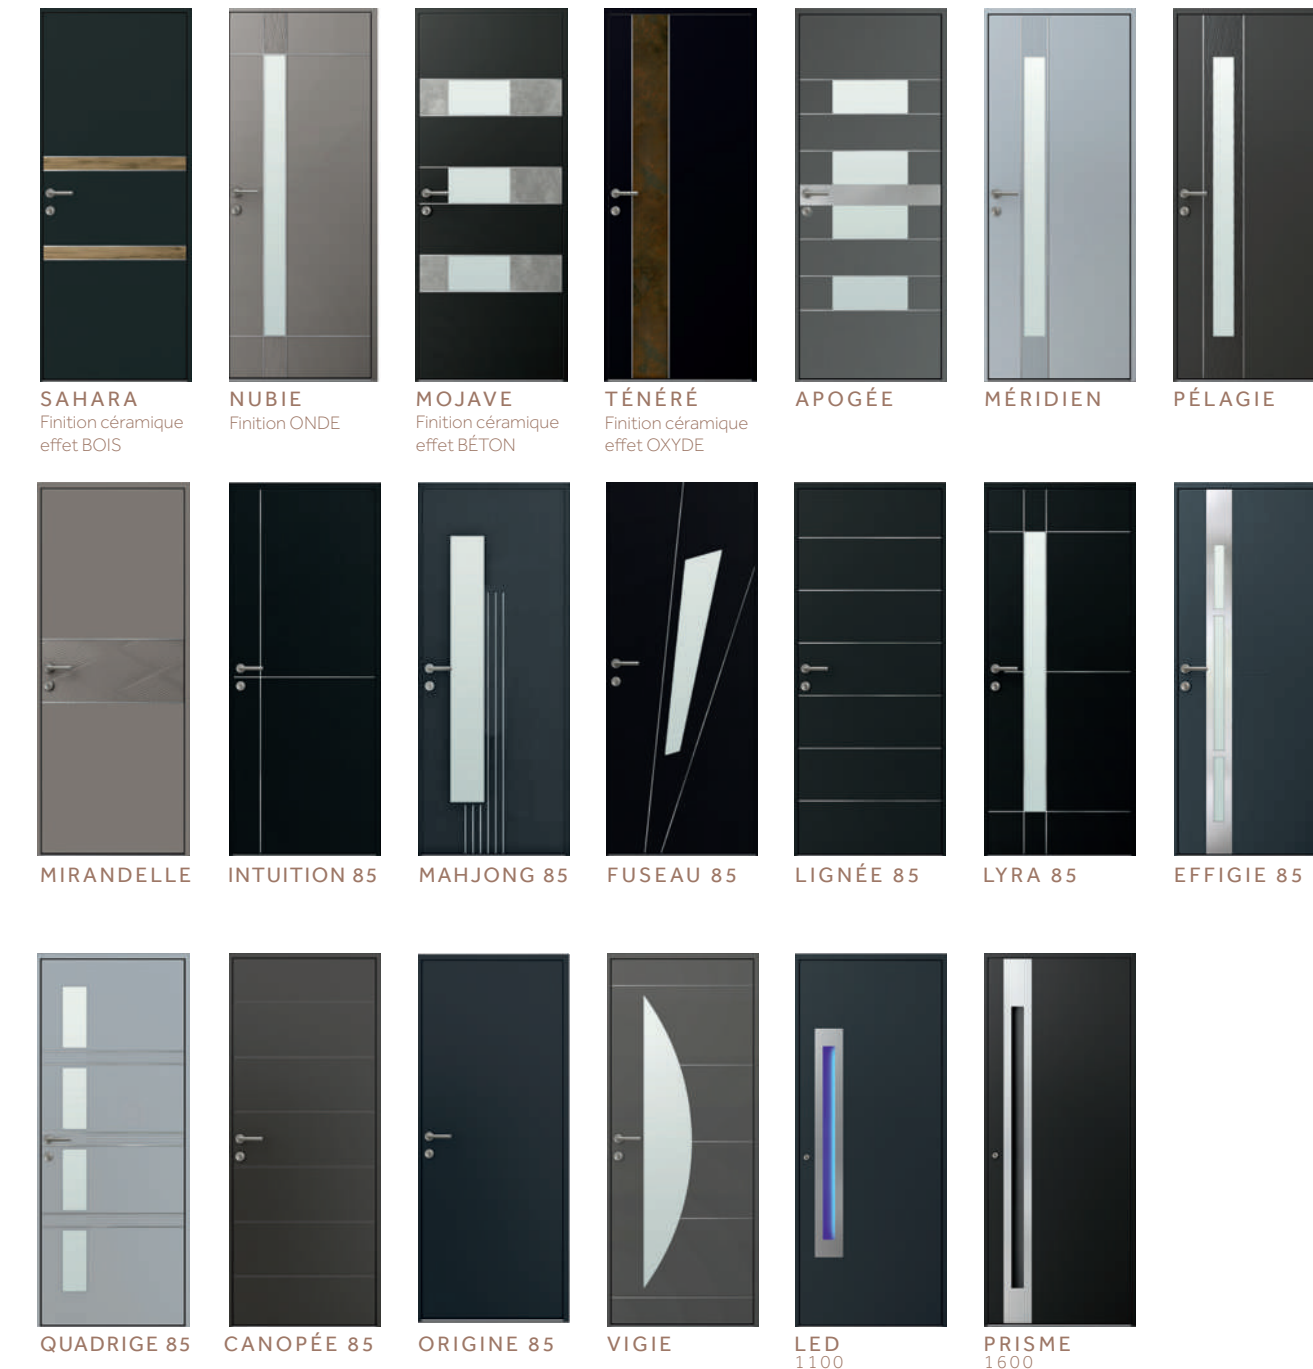 SAHARA
Finition céramique
effet BOIS
NUBIE
Finition ONDE
MOJAVE
Finition céramique
effet BÉTON
TÉNÉRÉ
Finition céramique
effet OXYDE
APOGÉE
MÉRIDIEN
PÉLAGIE
MIRANDELLE
INTUITION 85
MAHJONG 85
FUSEAU 85
LIGNÉE 85
LYRA 85
EFFIGIE 85
QUADRIGE 85
CANOPÉE 85
ORIGINE 85
VIGIE
LED
1100
PRISME
1600